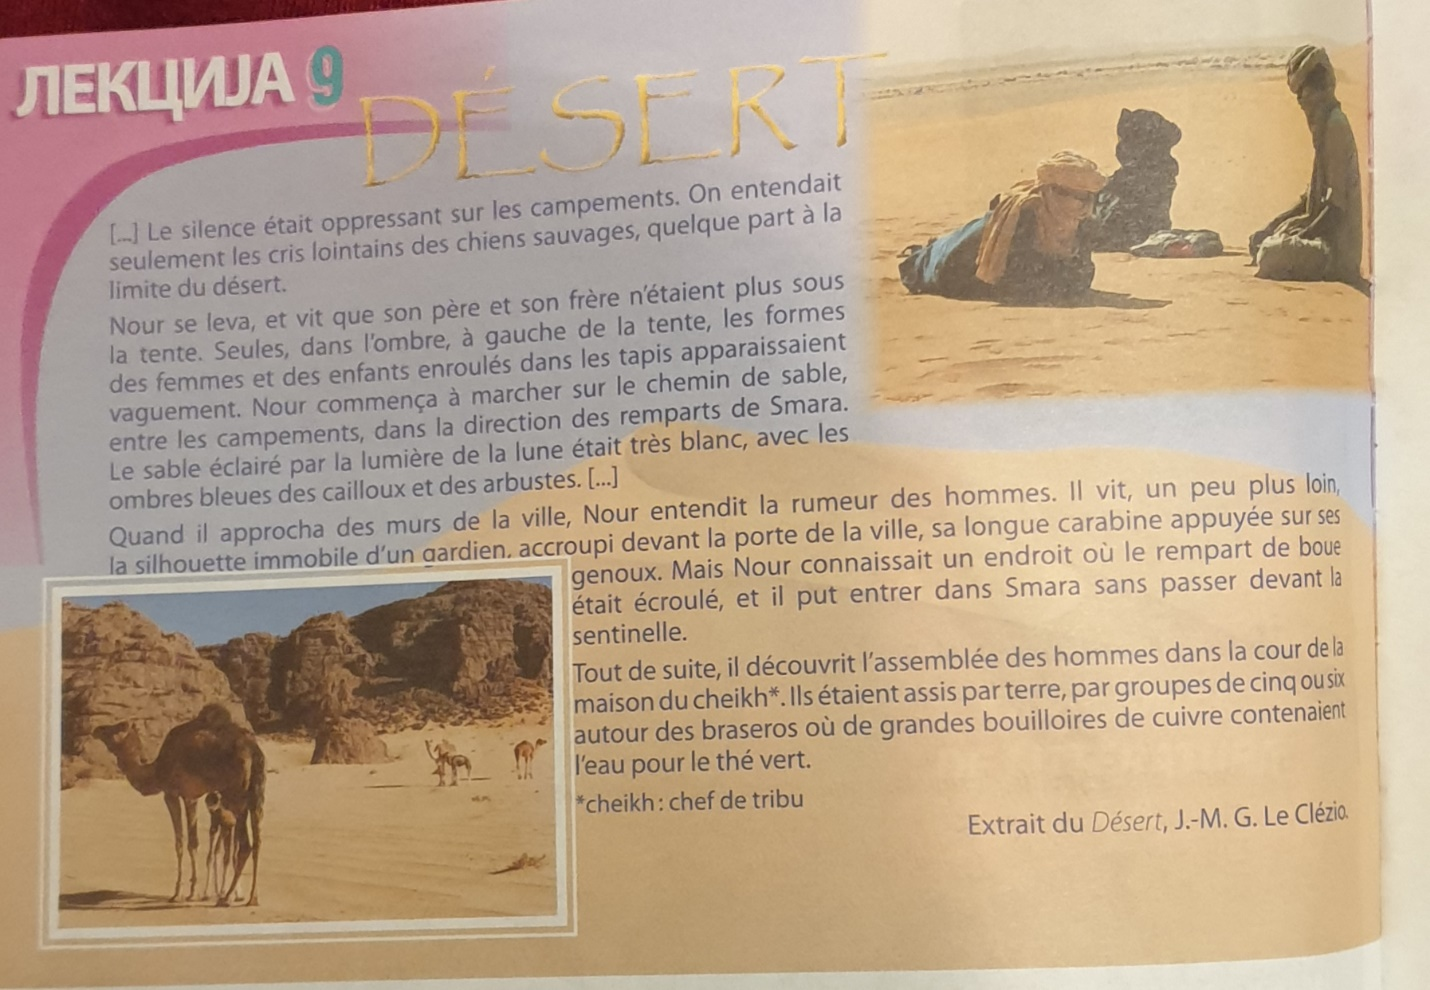 ЛЕКЦИЈА 9
DÉSERT
[...] Le silence était oppressant sur les campements. On entendait
seulement les cris lointains des chiens sauvages, quelque part à la
limite du désert.
Nour se leva, et vit que son père et son frère n'étaient plus sous
la tente. Seules, dans l'ombre, à gauche de la tente, les formes
des femmes et des enfants enroulés dans les tapis apparaissaient
vaguement. Nour commença à marcher sur le chemin de sable,
entre les campements, dans la direction des remparts de Smara.
Le sable éclairé par la lumière de la lune était très blanc, avec les
ombres bleues des cailloux et des arbustes. [...]
Quand il approcha des murs de la ville, Nour entendit la rumeur des hommes. Il vit, un peu plus loin,
la silhouette immobile d'un gardien, accroupi devant la porte de la ville, sa longue carabine appuyée sur ses
genoux. Mais Nour connaissait un endroit où le rempart de boue
était écroulé, et il put entrer dans Smara sans passer devant la
sentinelle.
Tout de suite, il découvrit l'assemblée des hommes dans la cour de la
maison du cheikh*. Ils étaient assis par terre, par groupes de cinq ou six
autour des braseros où de grandes bouilloires de cuivre contenaient
l'eau pour le thé vert.
*cheikh : chef de tribu
Extrait du Désert, J.-M. G. Le Clézio.